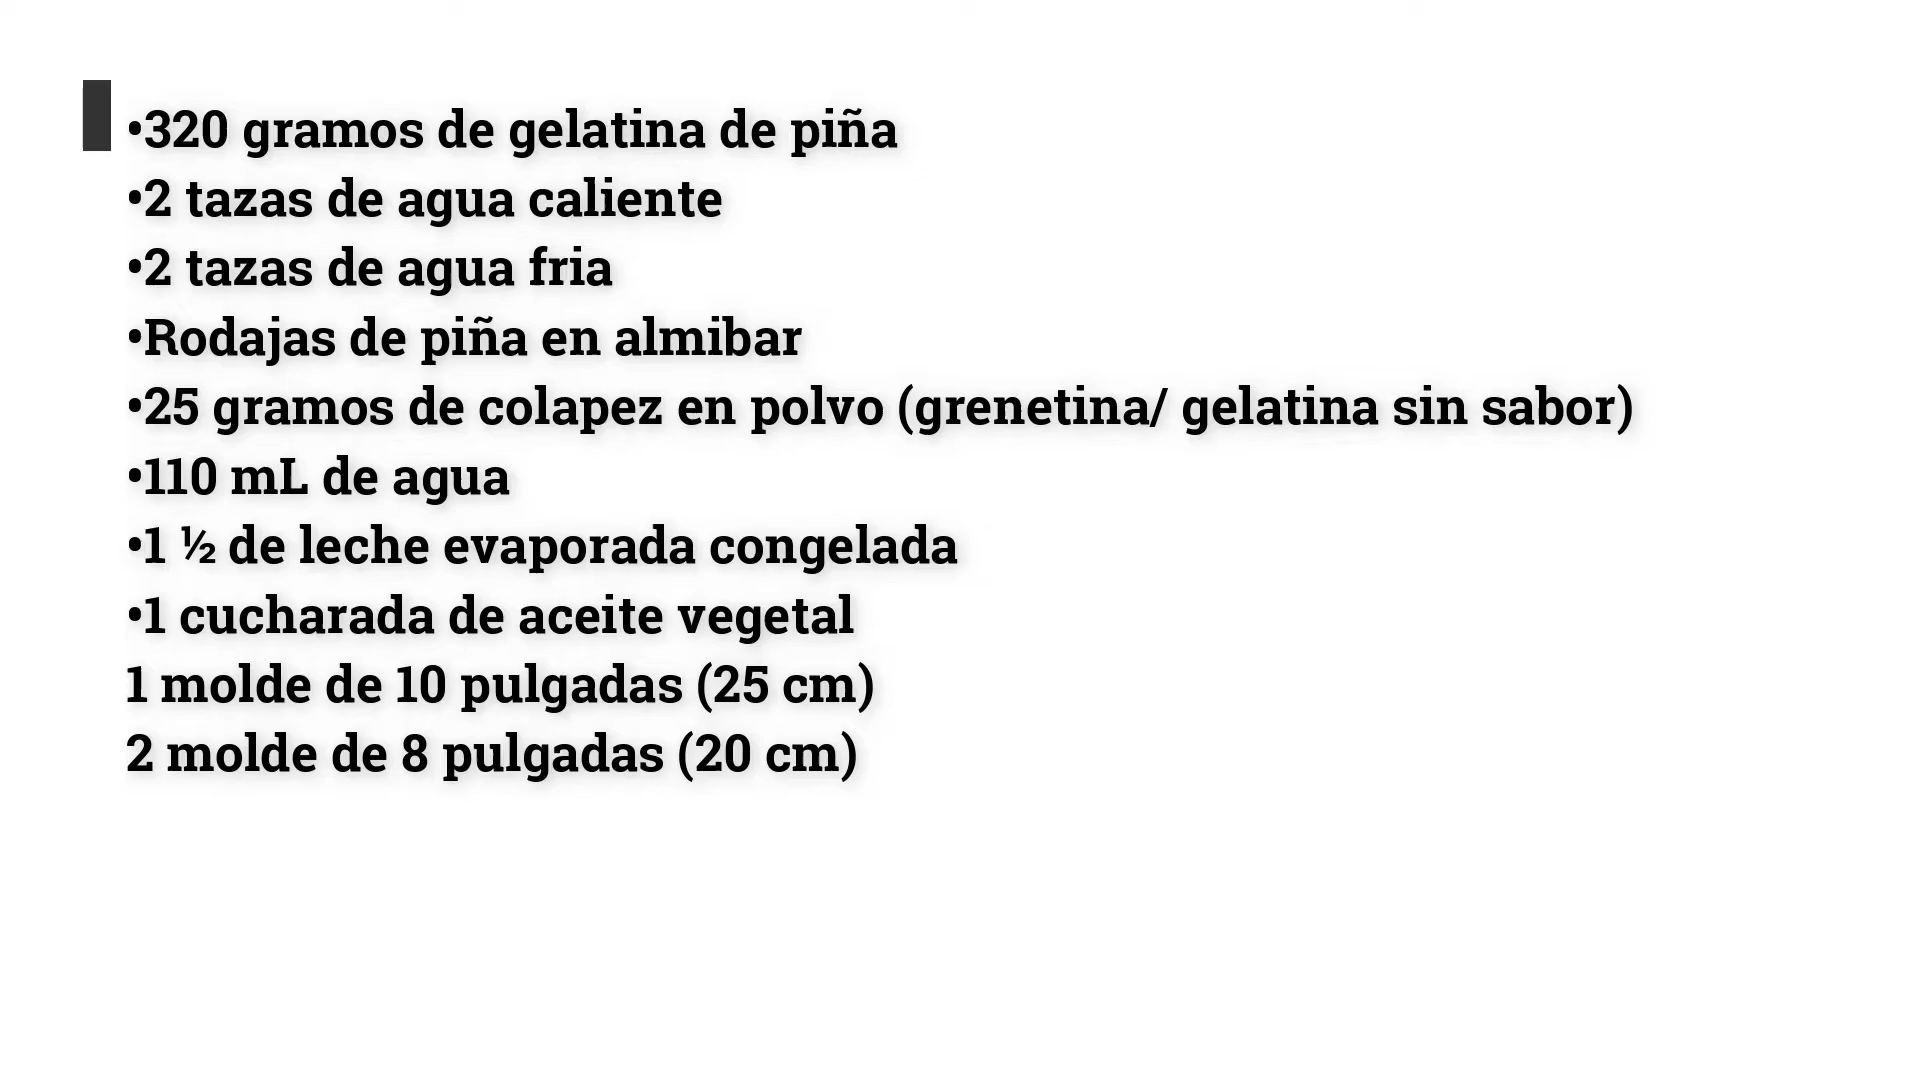 •320 gramos de gelatina de piña
•2 tazas de agua caliente
•2 tazas de agua fria
•Rodajas de piña en almibar
•25 gramos de colapez en polvo (grenetina/ gelatina sin sabor)
•110 mL de agua
•1 ½ de leche evaporada congelada
•1 cucharada de aceite vegetal
1 molde de 10 pulgadas (25 cm)
2 molde de 8 pulgadas (20 cm)